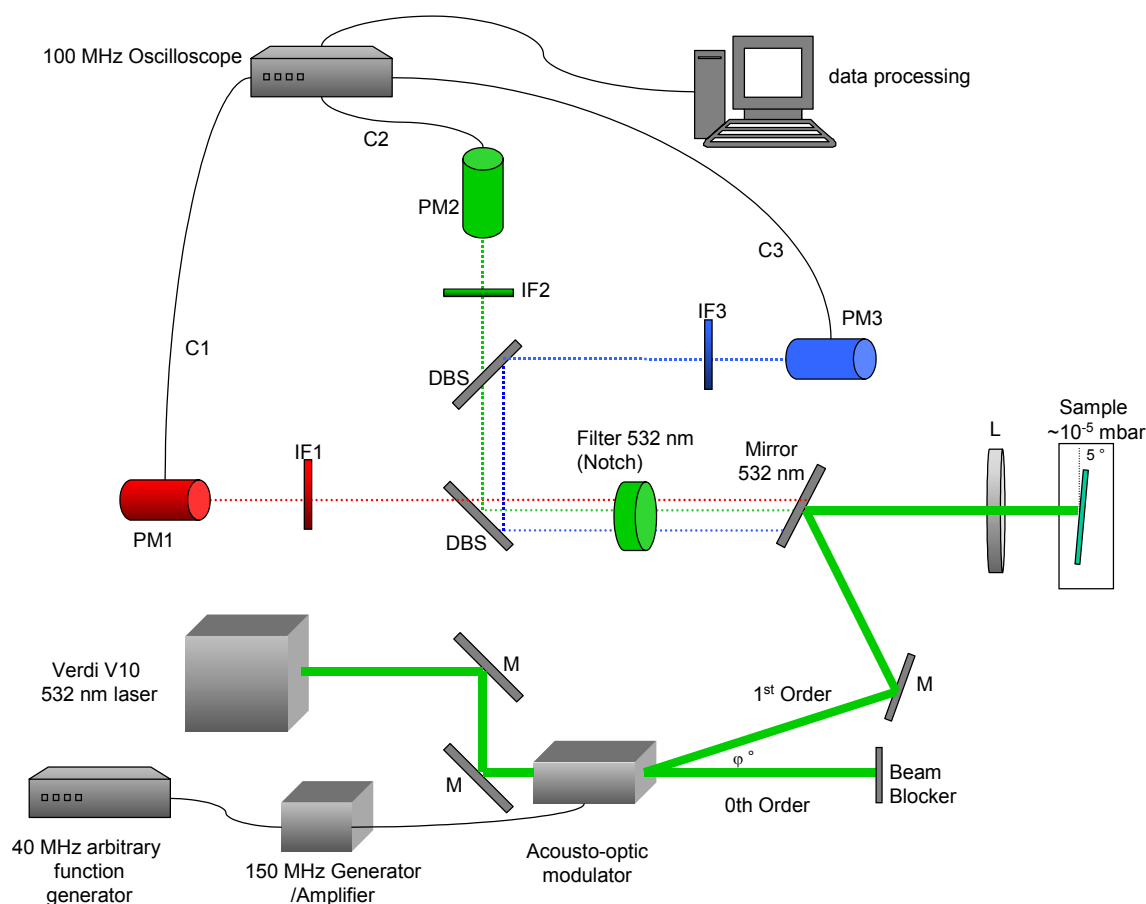 100 MHz Oscilloscope
data processing
C2
PM2
C3
IF2
IF3
PM3
C1
DBS
Sample
~10⁻⁵ mbar
5 °
L
Filter 532 nm
(Notch)
Mirror
532 nm
IF1
PM1
DBS
Verdi V10
532 nm laser
M
1st Order
M
φ °
M
0th Order
Beam
Blocker
40 MHz arbitrary
function
generator
150 MHz Generator
/Amplifier
Acousto-optic
modulator